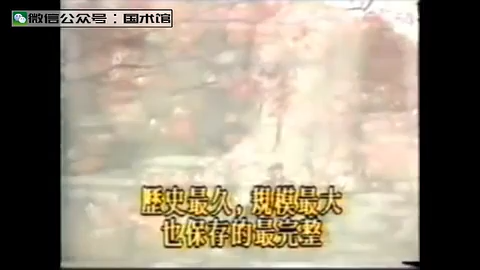 微信公众号：国术馆
歷史最久，規模最大
也保存的最完整